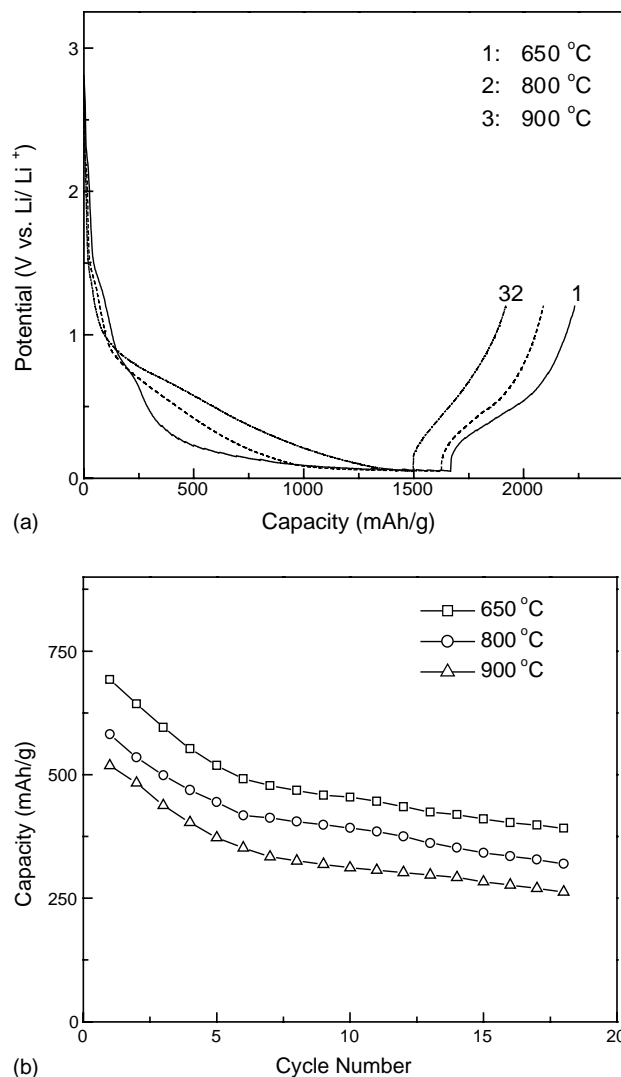 3
1: 650 °C
2: 800 °C
3: 900 °C
2
32 1
1
0
0 500 1000 1500 2000
Potential (V vs. Li/ Li +)
(a)
Capacity (mAh/g)
650 °C
800 °C
900 °C
750
500
250
0
0 5 10 15 20
Capacity (mAh/g)
(b)
Cycle Number